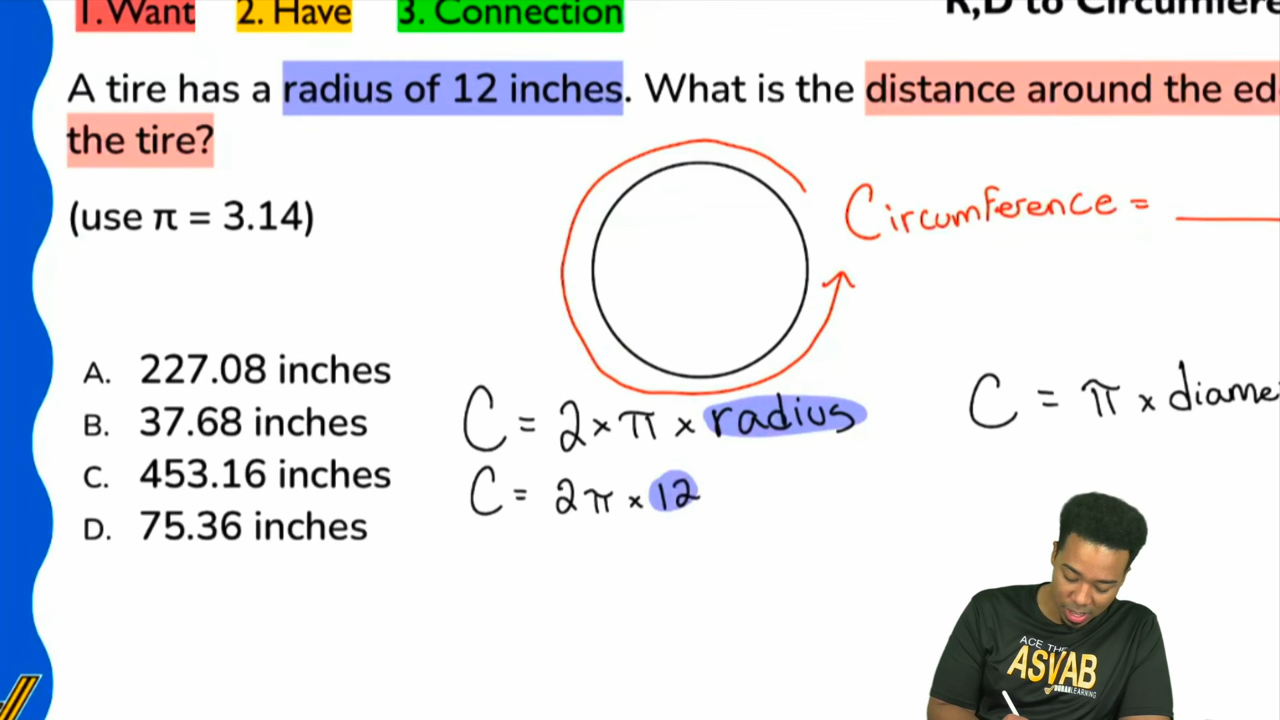 1. Want 2. Have 3. Connection
R,D to Circumfere
A tire has a radius of 12 inches. What is the distance around the ed
the tire?
(use π = 3.14)
Circumference = ___
A. 227.08 inches
B. 37.68 inches
C. 453.16 inches
D. 75.36 inches
C = 2 × π × radius
C = π × diame
C = 2π × 12
ACE THE
ASVAB
LEARNING